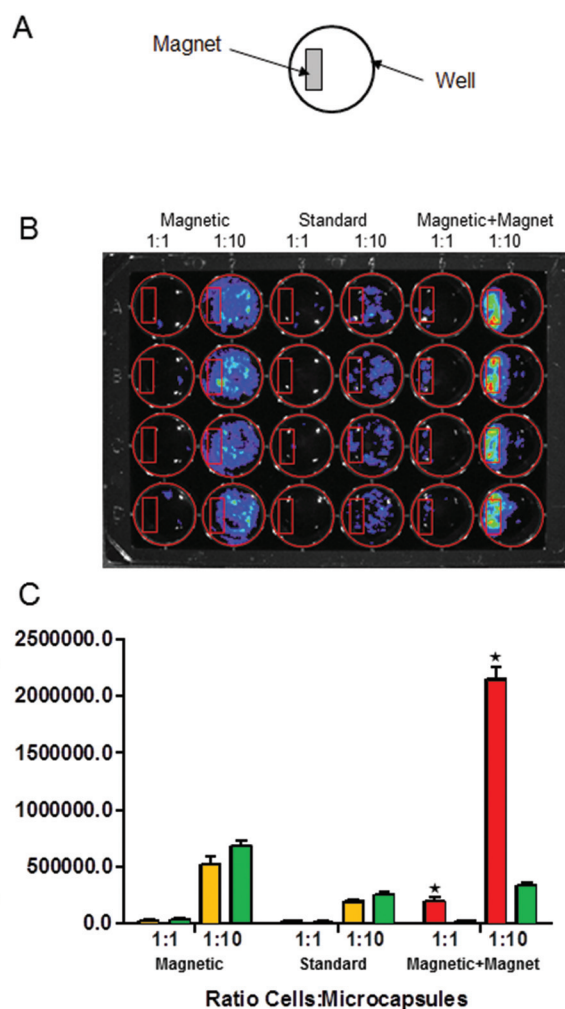 A
Magnet
Well
B
Magnetic Standard Magnetic+Magnet
1:1 1:10 1:1 1:10 1:1 1:10
C
2500000.0
2000000.0
1500000.0
1000000.0
500000.0
0.0
1:1 1:10 1:1 1:10 1:1 1:10
Magnetic Standard Magnetic+Magnet
Ratio Cells:Microcapsules